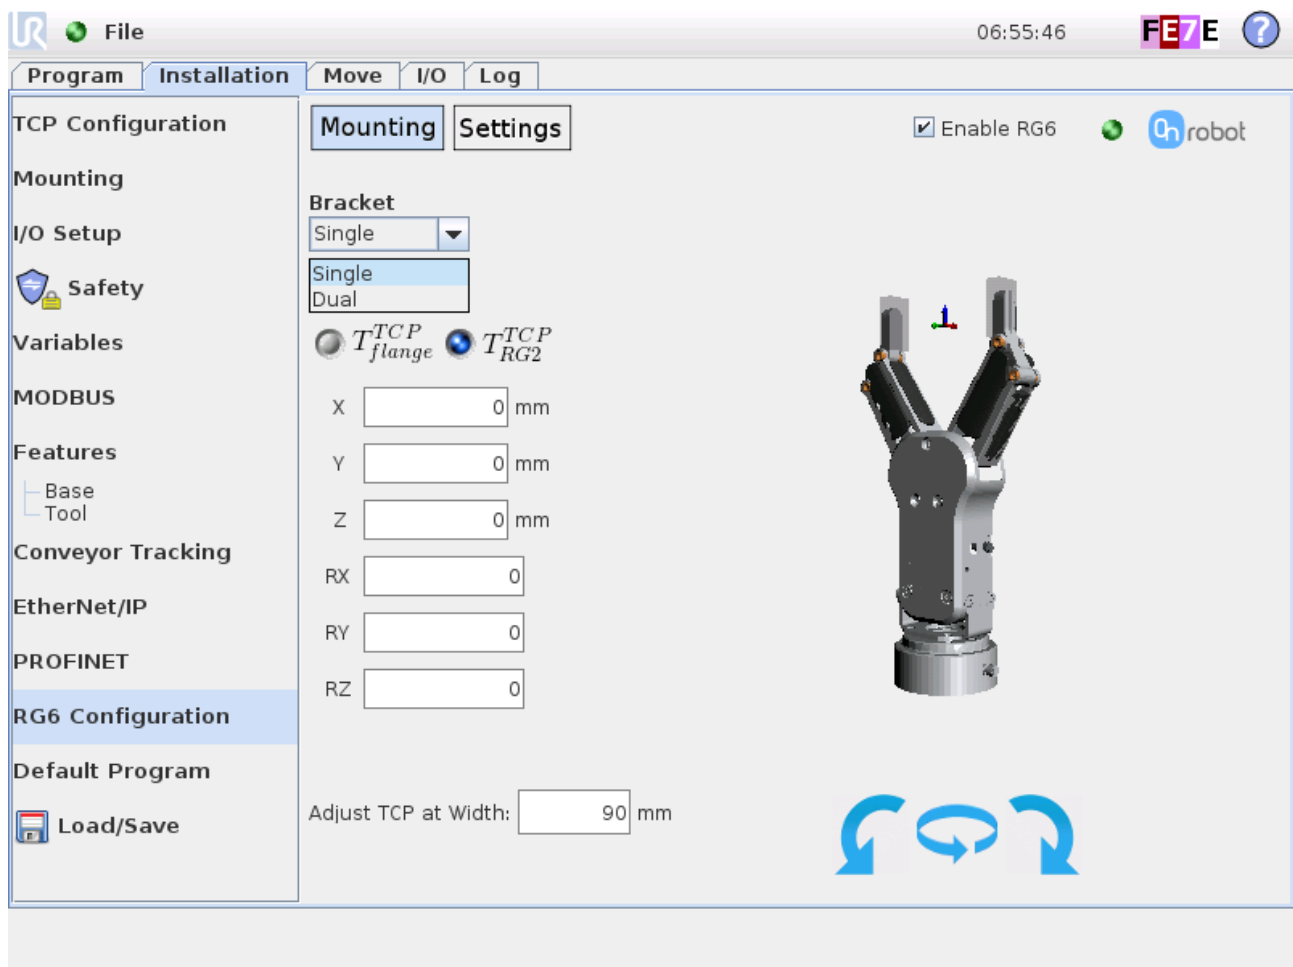 UR File 06:55:46 FE7E ?
Program Installation Move I/O Log
TCP Configuration
Mounting
I/O Setup
Safety
Variables
MODBUS
Features
Base
Tool
Conveyor Tracking
EtherNet/IP
PROFINET
RG6 Configuration
Default Program
Load/Save
Mounting Settings
Enable RG6
On robot
Bracket
Single
Single
Dual
T^{TCP}_{flange} T^{TCP}_{RG2}
X 0 mm
Y 0 mm
Z 0 mm
RX 0
RY 0
RZ 0
Adjust TCP at Width: 90 mm